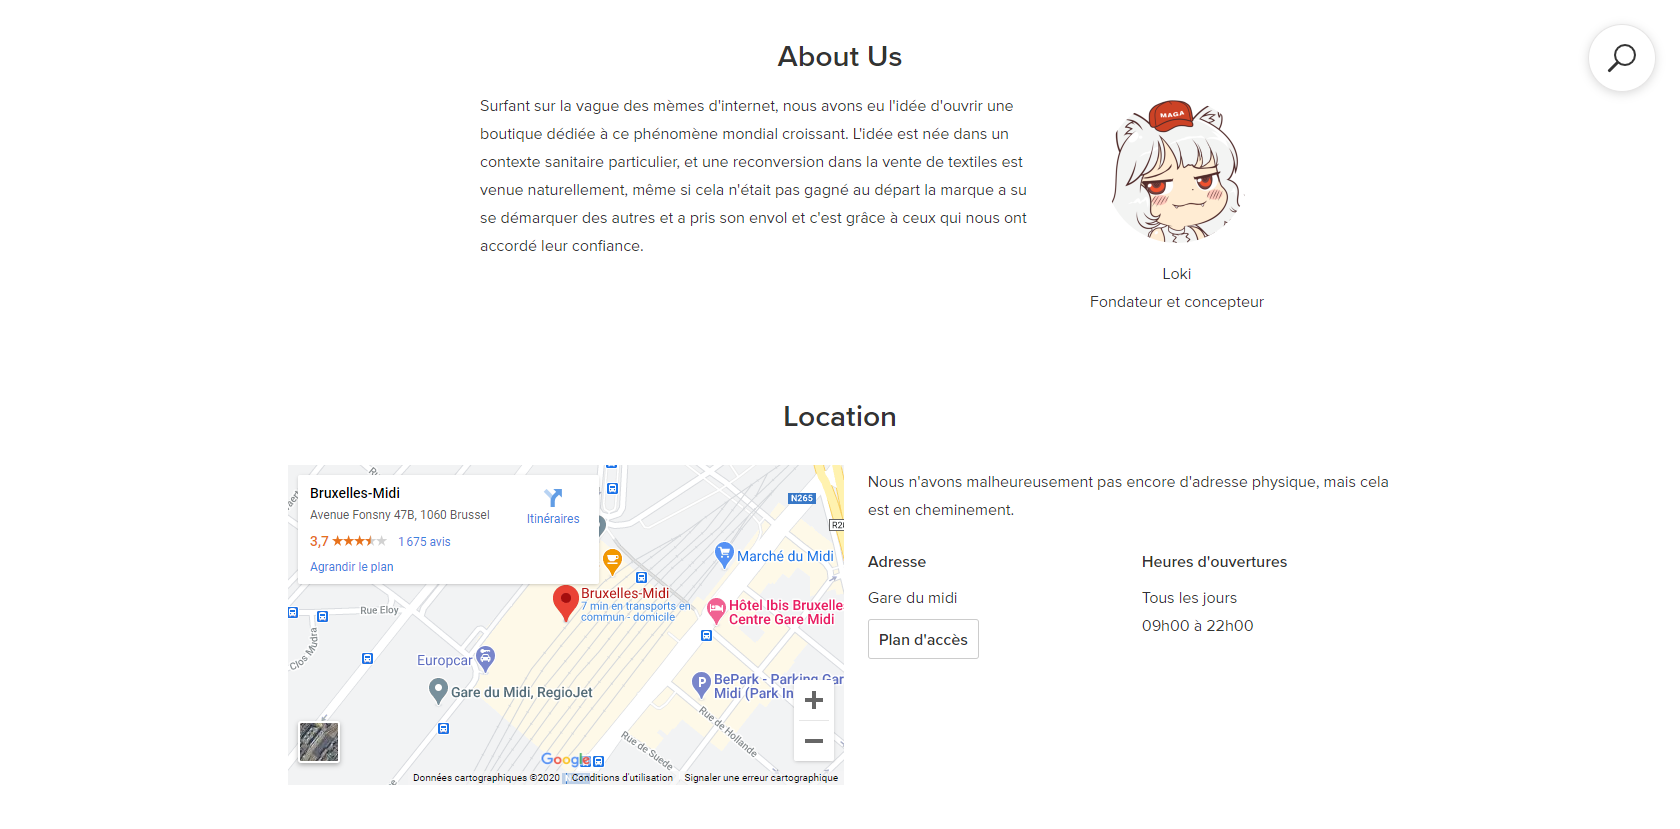 About Us
Surfant sur la vague des mèmes d'internet, nous avons eu l'idée d'ouvrir une
boutique dédiée à ce phénomène mondial croissant. L'idée est née dans un
contexte sanitaire particulier, et une reconversion dans la vente de textiles est
venue naturellement, même si cela n'était pas gagné au départ la marque a su
se démarquer des autres et a pris son envol et c'est grâce à ceux qui nous ont
accordé leur confiance.
MAGA
Loki
Fondateur et concepteur
Location
Bruxelles-Midi
Avenue Fonsny 47B, 1060 Brussel
3,7
1 675 avis
Agrandir le plan
Itinéraires
N265
R20
Marché du Midi
Bruxelles-Midi
7 min en transports en
commun - domicile
Hôtel Ibis Bruxelle
Centre Gare Midi
Rue Eloy
Clos Mudra
Europcar
Gare du Midi, RegioJet
BePark - Parking Gar
Midi (Park In
P
Rue de Hollande
Rue de Suède
Google
Données cartographiques ©2020
Conditions d'utilisation
Signaler une erreur cartographique
Nous n'avons malheureusement pas encore d'adresse physique, mais cela
est en cheminement.
Adresse
Gare du midi
Plan d'accès
Heures d'ouvertures
Tous les jours
09h00 à 22h00